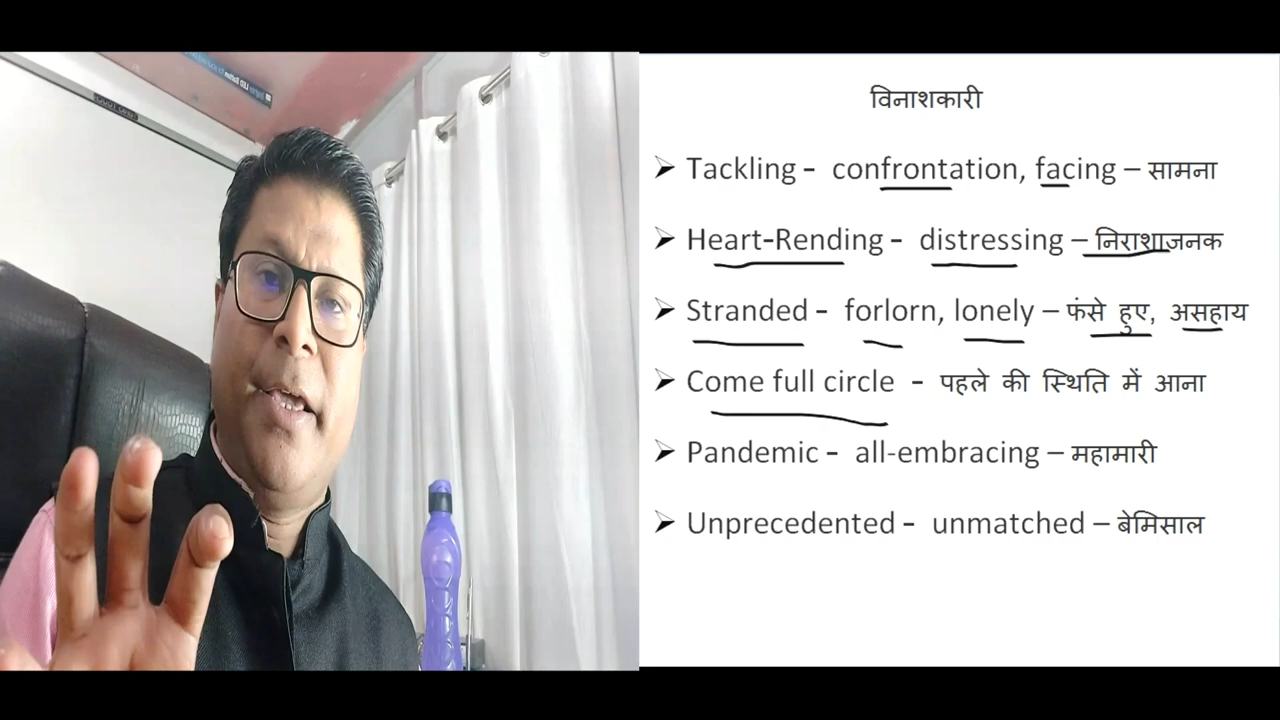 विनाशकारी
➢ Tackling - confrontation, facing – सामना
➢ Heart-Rending - distressing – निराशाजनक
➢ Stranded - forlorn, lonely – फंसे हुए, असहाय
➢ Come full circle - पहले की स्थिति में आना
➢ Pandemic - all-embracing – महामारी
➢ Unprecedented - unmatched – बेमिसाल